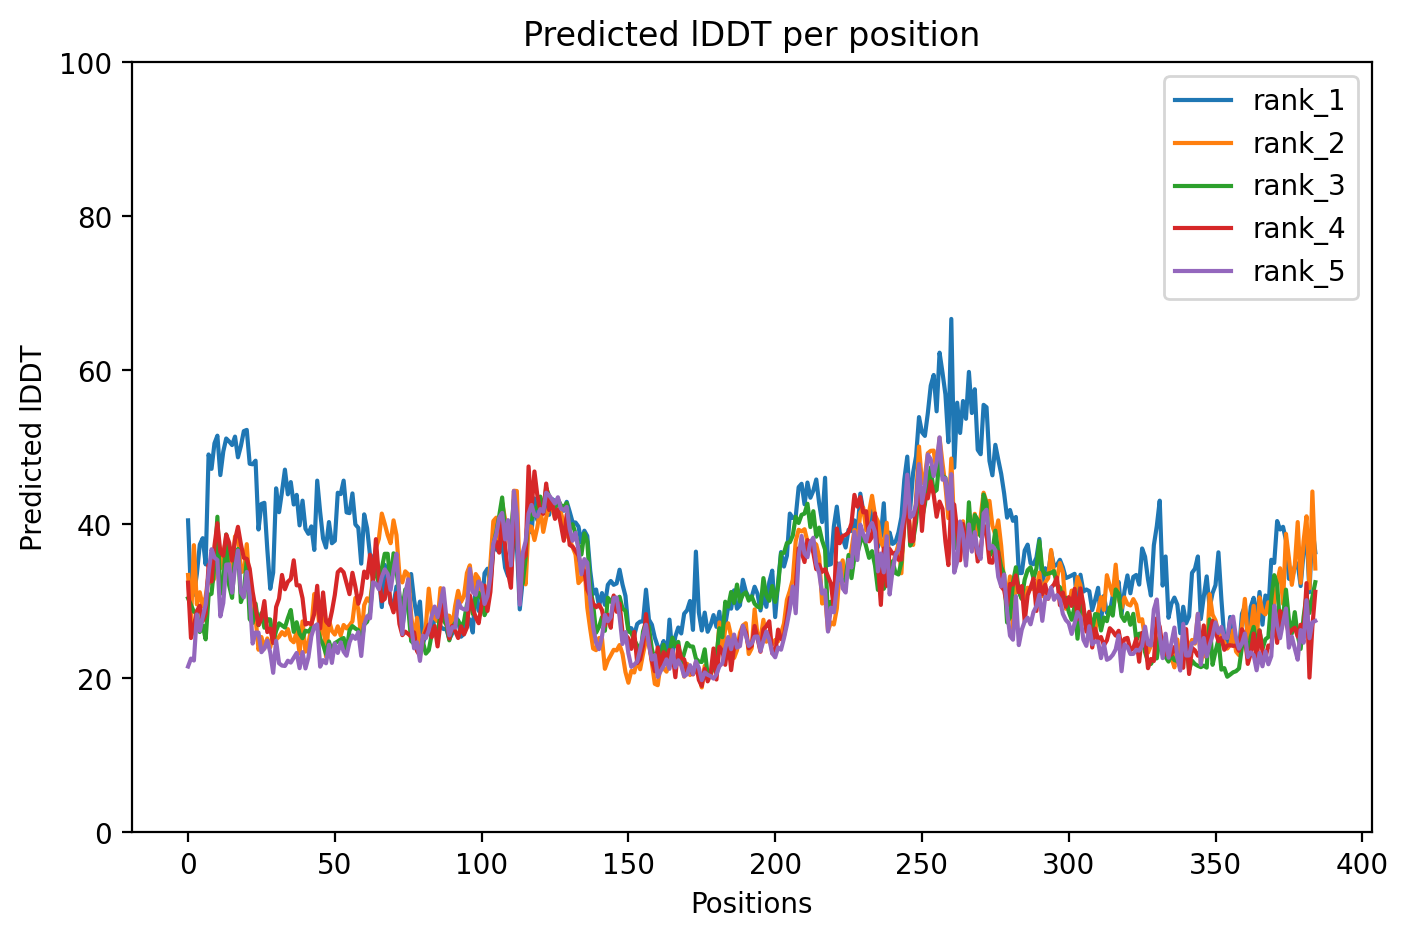 Predicted lDDT per position
100
80
60
40
20
0
Predicted lDDT
rank_1
rank_2
rank_3
rank_4
rank_5
0 50 100 150 200 250 300 350 400
Positions